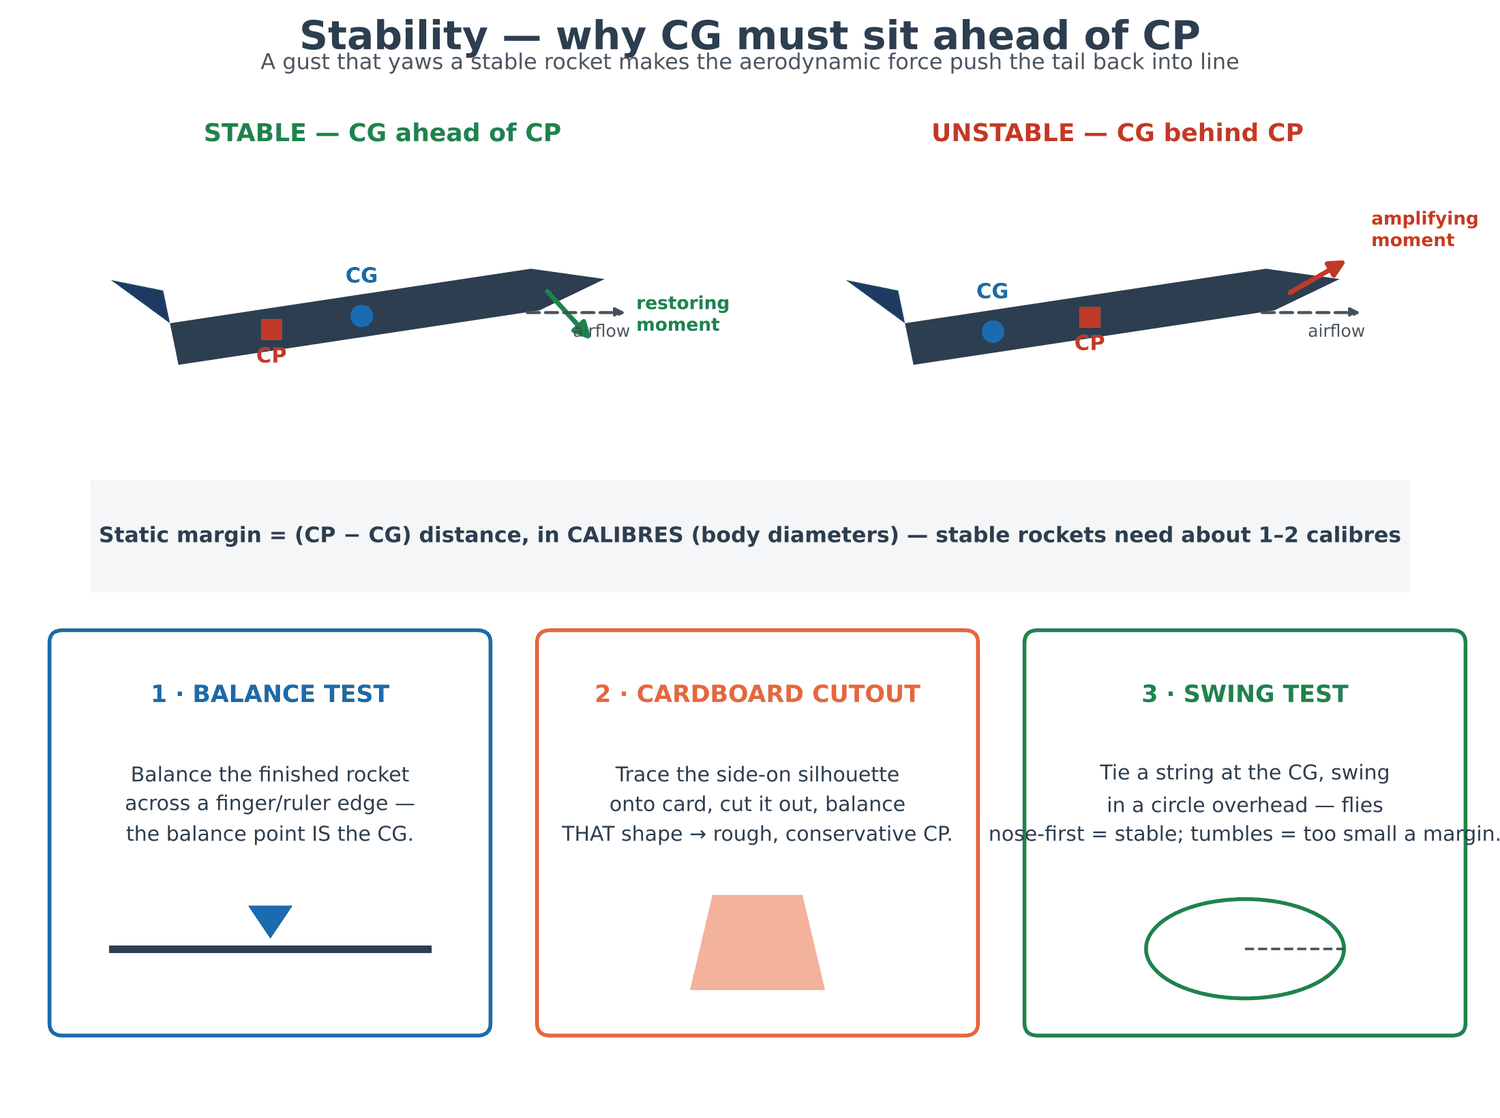 Stability — why CG must sit ahead of CP
A gust that yaws a stable rocket makes the aerodynamic force push the tail back into line
STABLE — CG ahead of CP
CG
CP
restoring
moment
airflow
UNSTABLE — CG behind CP
amplifying
moment
CG
CP
airflow
Static margin = (CP − CG) distance, in CALIBRES (body diameters) — stable rockets need about 1–2 calibres
1 · BALANCE TEST
Balance the finished rocket
across a finger/ruler edge —
the balance point IS the CG.
2 · CARDBOARD CUTOUT
Trace the side-on silhouette
onto card, cut it out, balance
THAT shape → rough, conservative CP.
3 · SWING TEST
Tie a string at the CG, swing
in a circle overhead — flies
nose-first = stable; tumbles = too small a margin.